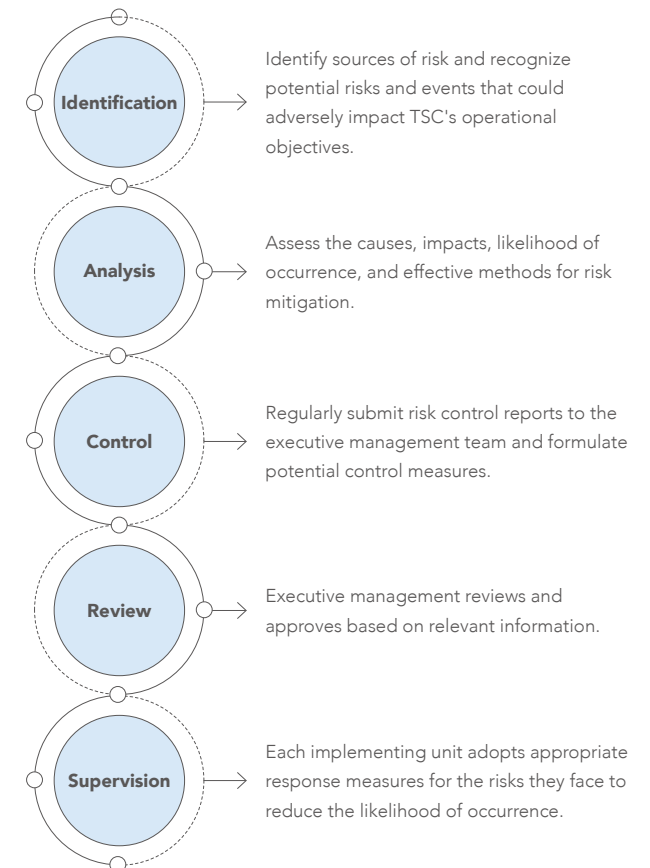 Identification
Identify sources of risk and recognize
potential risks and events that could
adversely impact TSC's operational
objectives.
Analysis
Assess the causes, impacts, likelihood of
occurrence, and effective methods for risk
mitigation.
Control
Regularly submit risk control reports to the
executive management team and formulate
potential control measures.
Review
Executive management reviews and
approves based on relevant information.
Supervision
Each implementing unit adopts appropriate
response measures for the risks they face to
reduce the likelihood of occurrence.